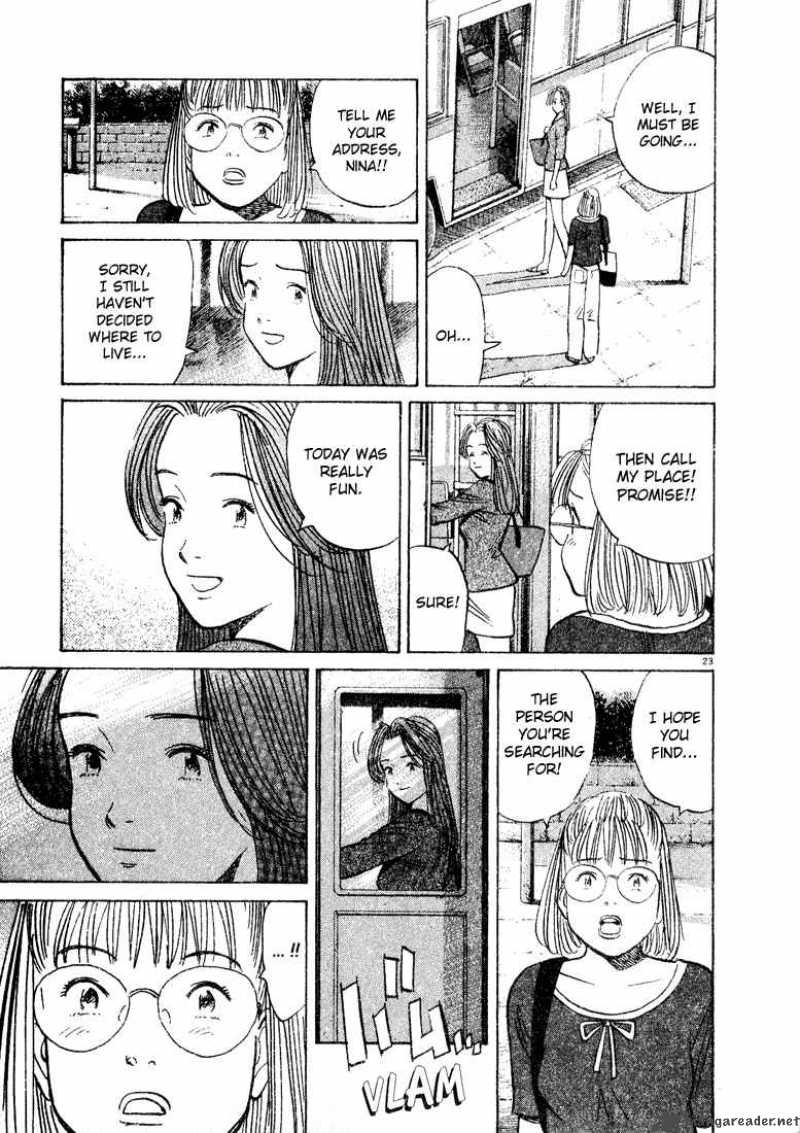 WELL, I
MUST BE
GOING...
OH...
TELL ME
YOUR
ADDRESS,
NINA!!
SORRY,
I STILL
HAVEN'T
DECIDED
WHERE TO
LIVE...
THEN CALL
MY PLACE!
PROMISE!!
SURE!
TODAY WAS
REALLY
FUN.
23
I HOPE
YOU
FIND...
THE
PERSON
YOU'RE
SEARCHING
FOR!
VLAM
...!!